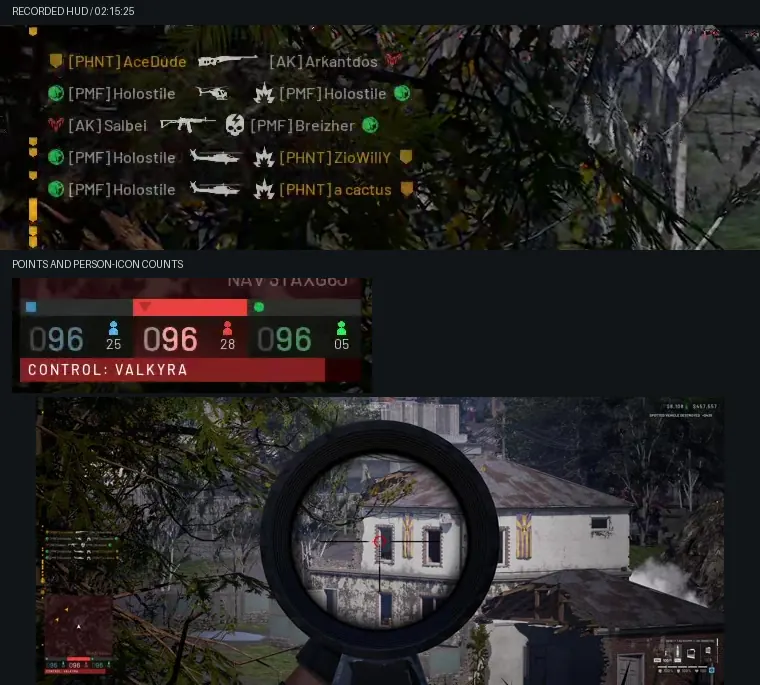 RECORDED HUD / 02:15:25
[PHNT] AceDude [AK] Arkantdos
[PMF] Holostile [PMF] Holostile
[AK] Salbei [PMF] Breizher
[PMF] Holostile [PHNT] ZioWillY
[PMF] Holostile [PHNT] a cactus
POINTS AND PERSON-ICON COUNTS
096 25 096 28 096 05
CONTROL: VALKYRA